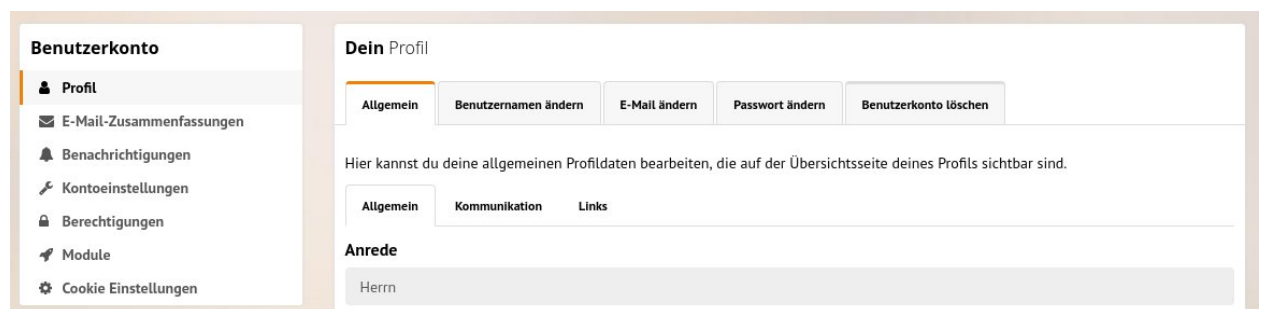 Benutzerkonto
Profil
E-Mail-Zusammenfassungen
Benachrichtigungen
Kontoeinstellungen
Berechtigungen
Module
Cookie Einstellungen
Dein Profil
Allgemein Benutzernamen ändern E-Mail ändern Passwort ändern Benutzerkonto löschen
Hier kannst du deine allgemeinen Profildaten bearbeiten, die auf der Übersichtsseite deines Profils sichtbar sind.
Allgemein Kommunikation Links
Anrede
Herrn